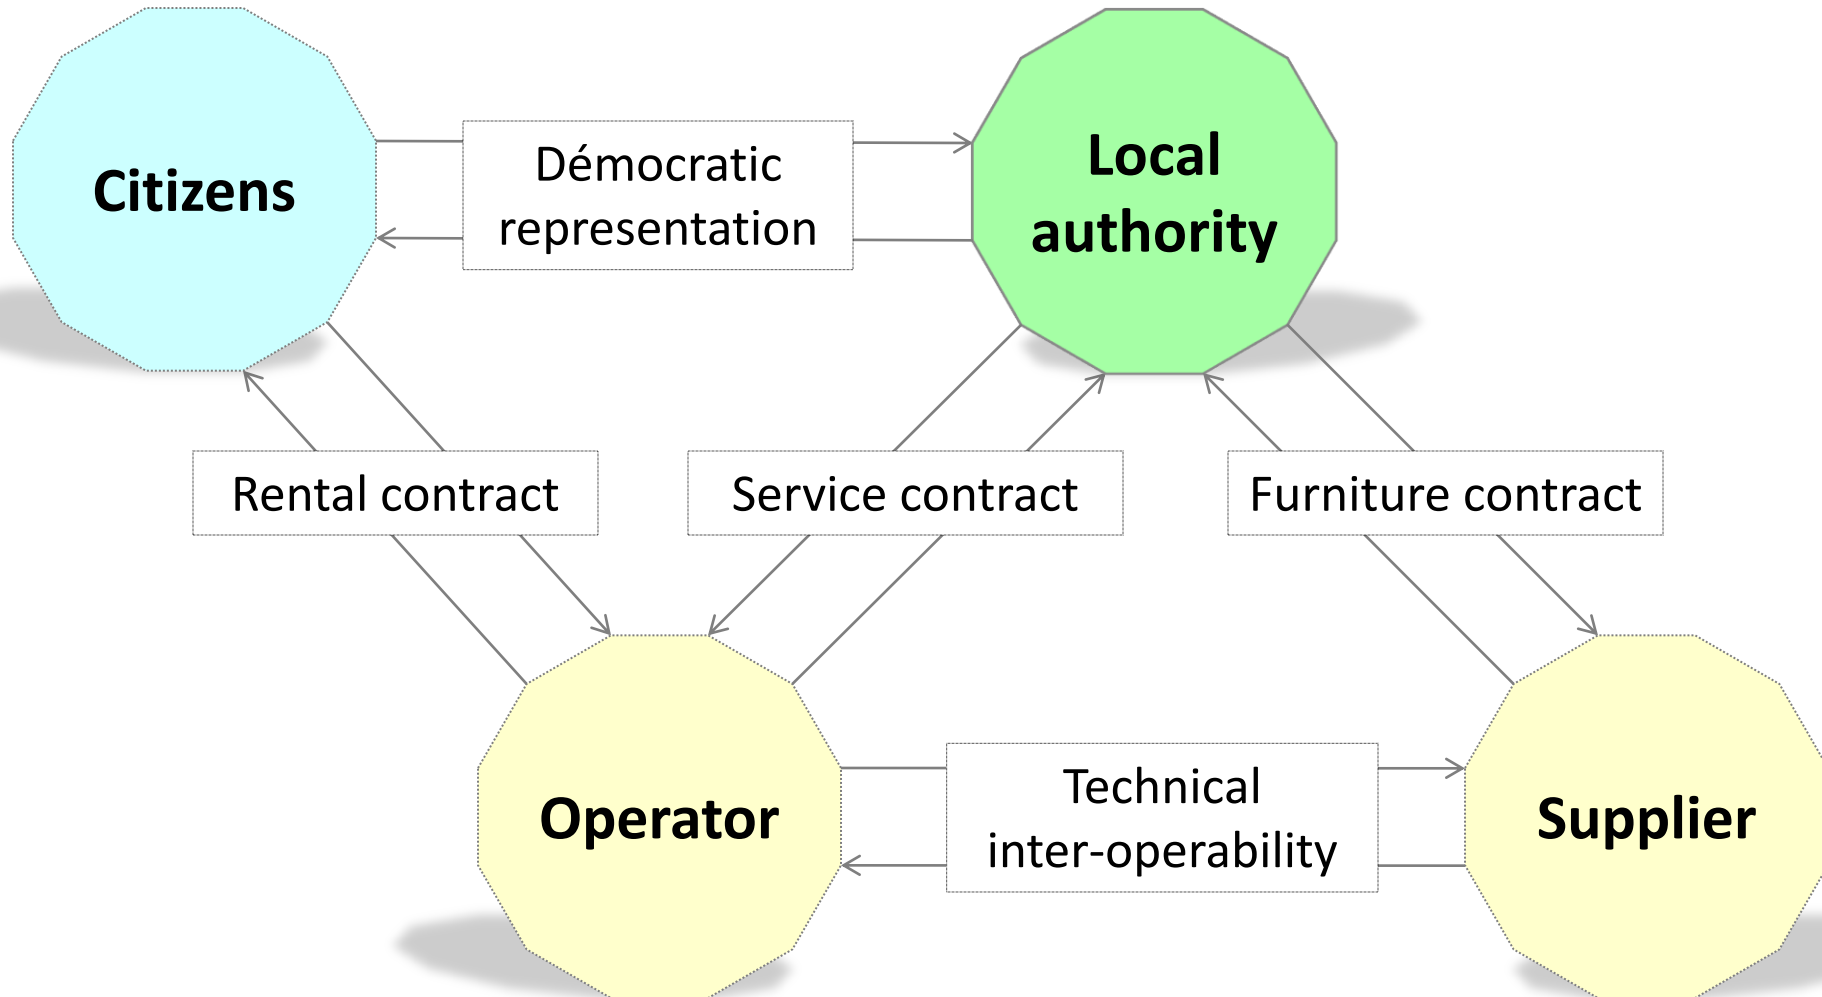 Citizens
Démocratic
representation
Local
authority
Rental contract
Service contract
Furniture contract
Operator
Technical
inter-operability
Supplier